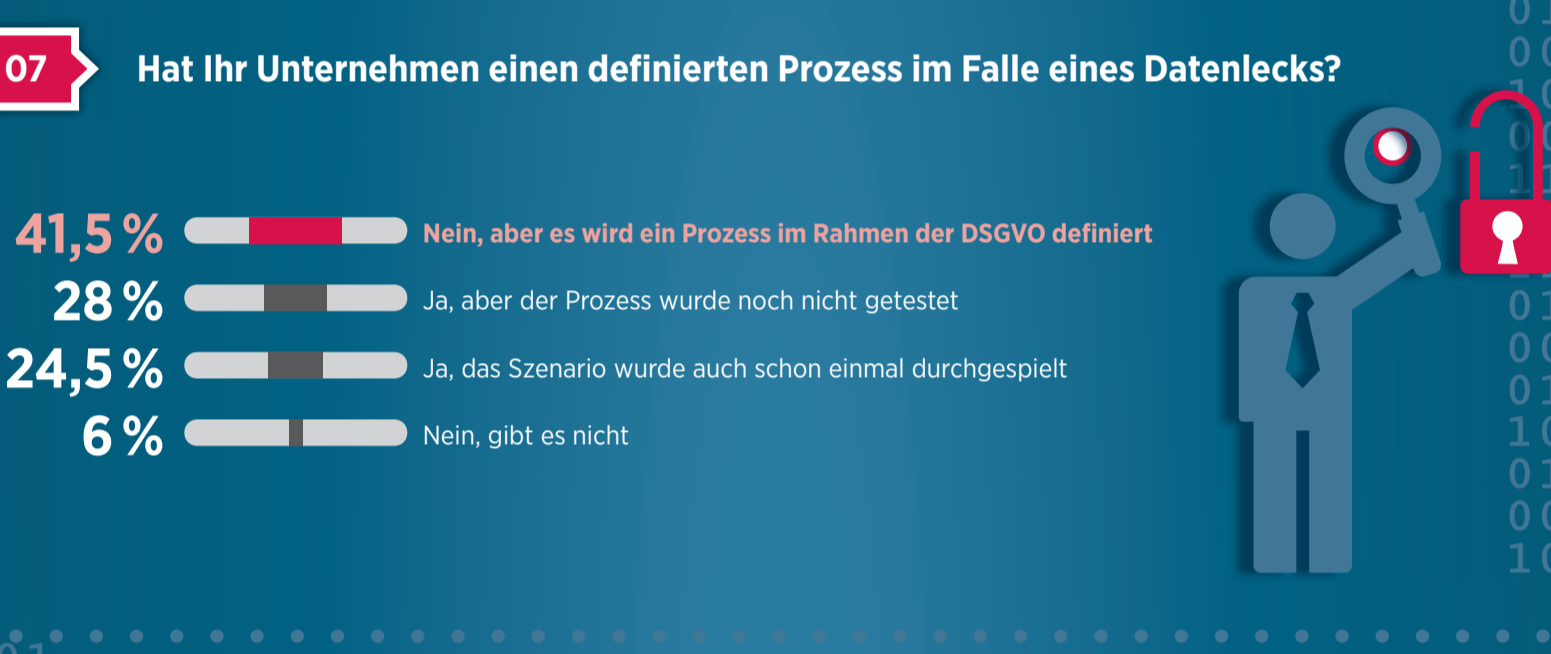 07
Hat Ihr Unternehmen einen definierten Prozess im Falle eines Datenlecks?
41,5 % Nein, aber es wird ein Prozess im Rahmen der DSGVO definiert
28 % Ja, aber der Prozess wurde noch nicht getestet
24,5 % Ja, das Szenario wurde auch schon einmal durchgespielt
6 % Nein, gibt es nicht